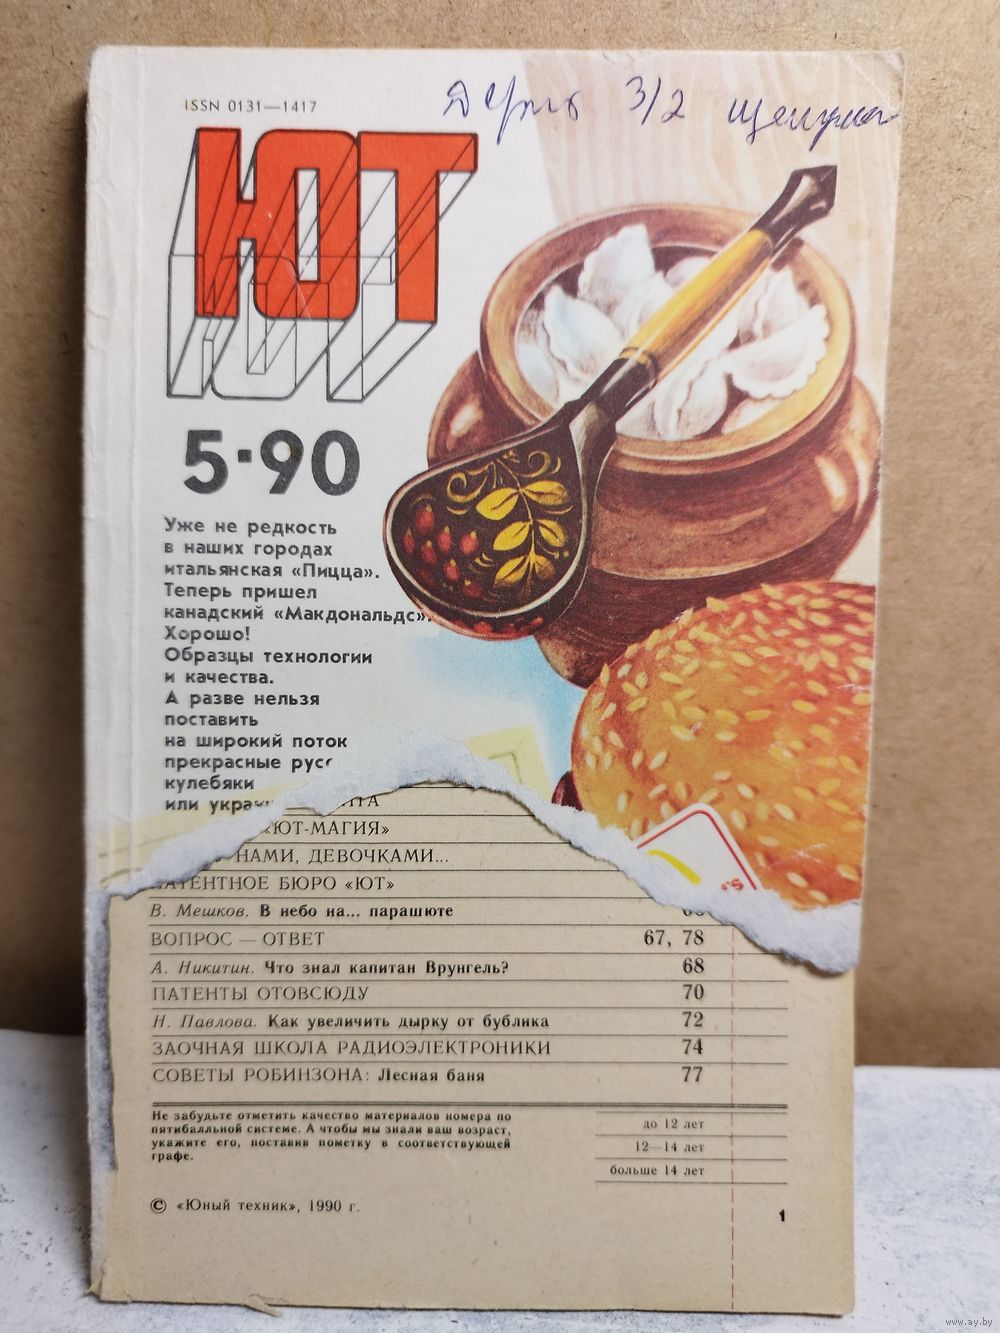 ISSN 0131—1417
3/2
ЮТ
5·90
Уже не редкость
в наших городах
итальянская «Пицца».
Теперь пришел
канадский «Макдональдс».
Хорошо!
Образцы технологии
и качества.
А разве нельзя
поставить
на широкий поток
прекрасные
кулебяки
или
«ЮТ-МАГИЯ»
НАМИ, ДЕВОЧКАМИ...
ПАТЕНТНОЕ БЮРО «ЮТ»
В. Мешков. В небо на... парашюте
ВОПРОС — ОТВЕТ 67, 78
А. Никитин. Что знал капитан Врунгель? 68
ПАТЕНТЫ ОТОВСЮДУ 70
Н. Павлова. Как увеличить дырку от бублика 72
ЗАОЧНАЯ ШКОЛА РАДИОЭЛЕКТРОНИКИ 74
СОВЕТЫ РОБИНЗОНА: Лесная баня 77
Не забудьте отметить качество материалов номера по
пятибалльной системе. А чтобы мы знали ваш возраст,
укажите его, поставив пометку в соответствующей
графе.
до 12 лет
12—14 лет
больше 14 лет
© «Юный техник», 1990 г.
1
www.ay.by